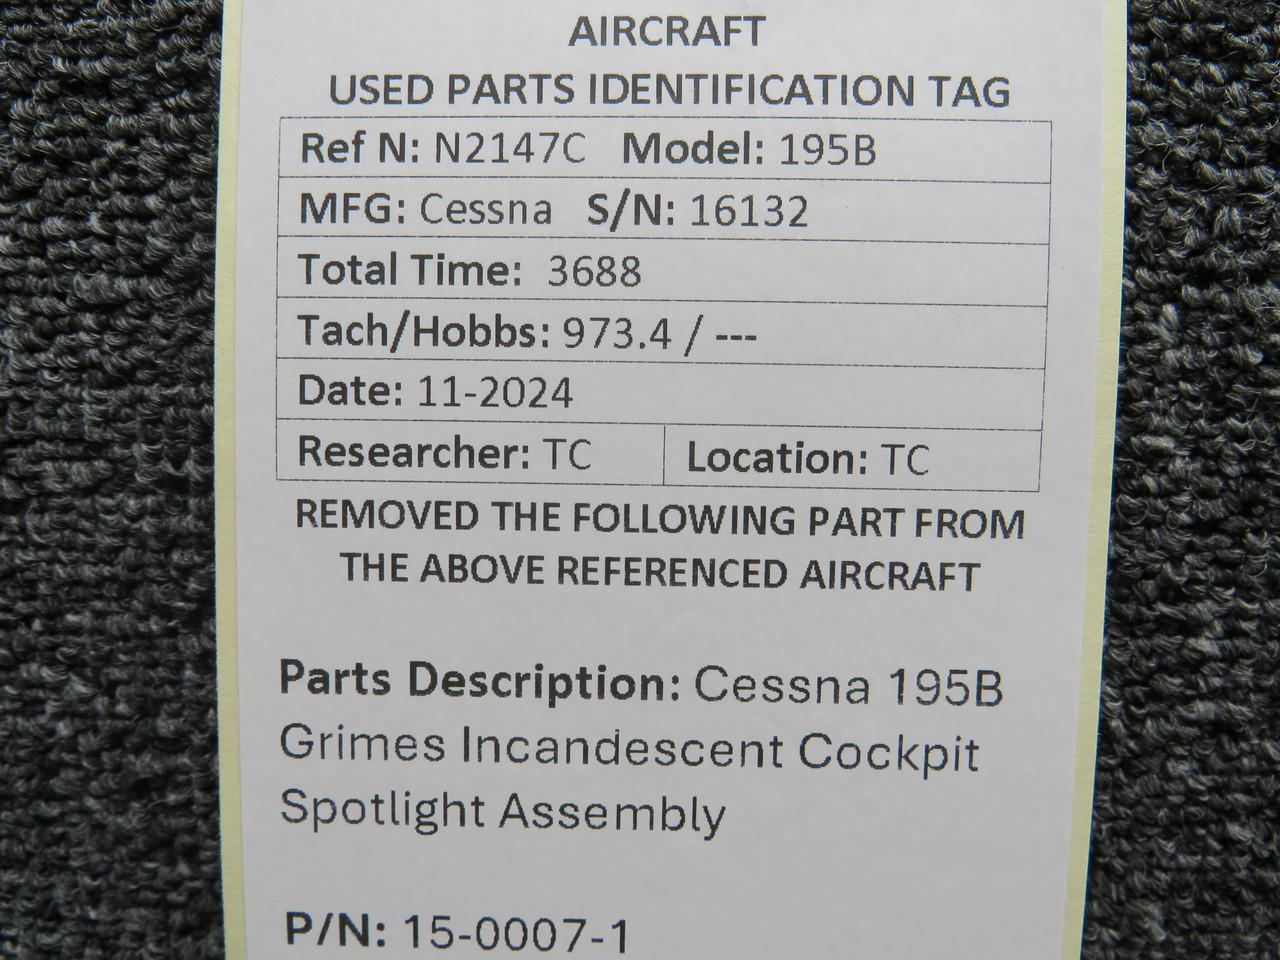 AIRCRAFT
USED PARTS IDENTIFICATION TAG
Ref N: N2147C Model: 195B
MFG: Cessna S/N: 16132
Total Time: 3688
Tach/Hobbs: 973.4 / ---
Date: 11-2024
Researcher: TC Location: TC
REMOVED THE FOLLOWING PART FROM
THE ABOVE REFERENCED AIRCRAFT
Parts Description: Cessna 195B
Grimes Incandescent Cockpit
Spotlight Assembly
P/N: 15-0007-1